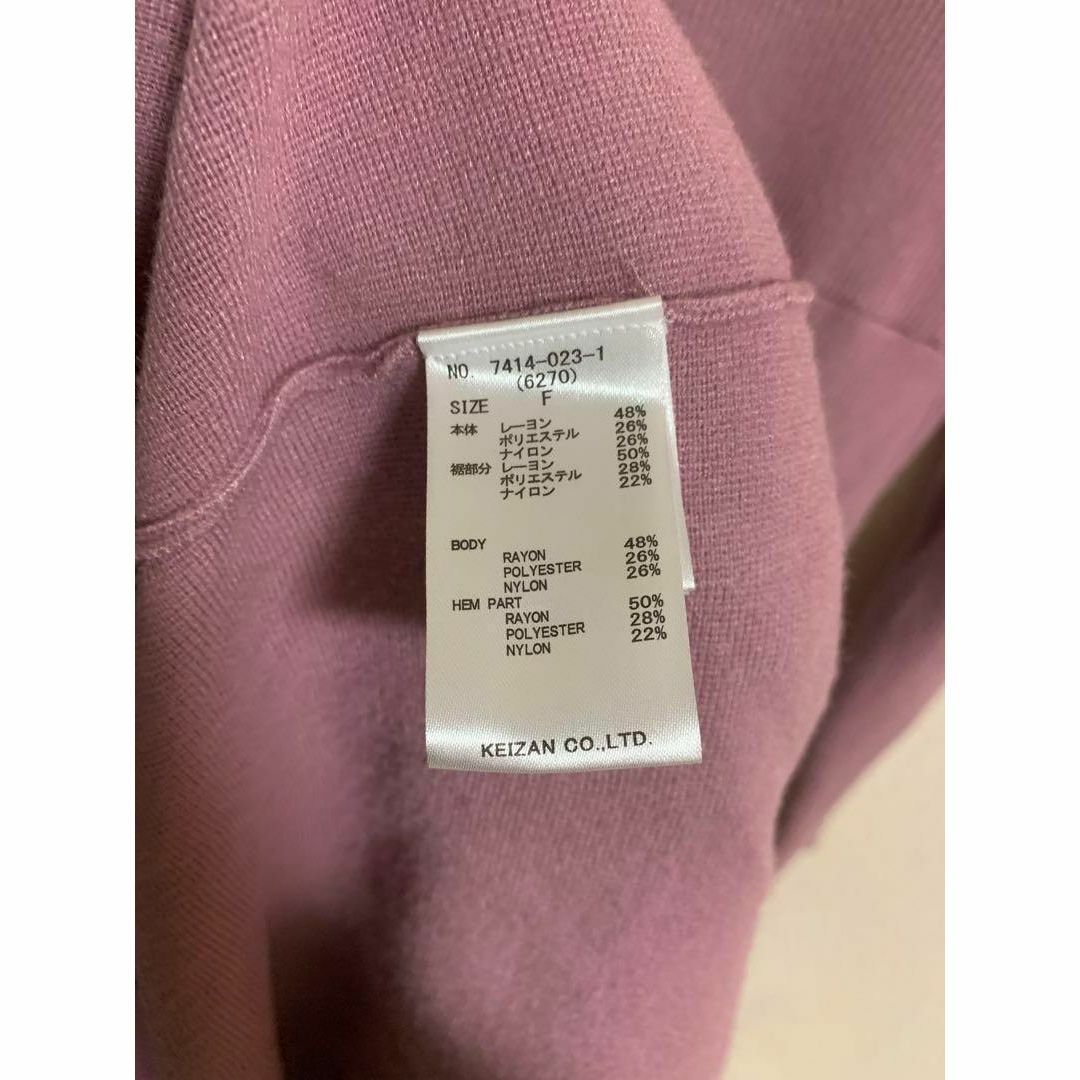 NO. 7414-023-1
(6270)
SIZE F
本体 レーヨン 48%
ポリエステル 26%
ナイロン 26%
裾部分 レーヨン 50%
ポリエステル 28%
ナイロン 22%
BODY
RAYON 48%
POLYESTER 26%
NYLON 26%
HEM PART
RAYON 50%
POLYESTER 28%
NYLON 22%
KEIZAN CO.,LTD.